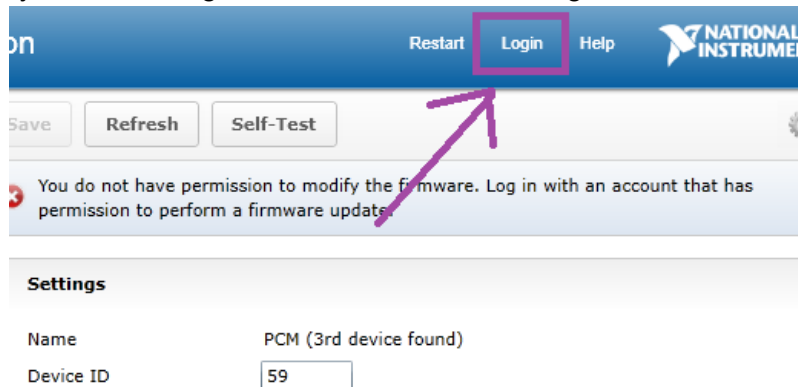 on
Restart Login Help NATIONAL
INSTRUME
Save Refresh Self-Test
You do not have permission to modify the firmware. Log in with an account that has
permission to perform a firmware update.
Settings
Name PCM (3rd device found)
Device ID 59